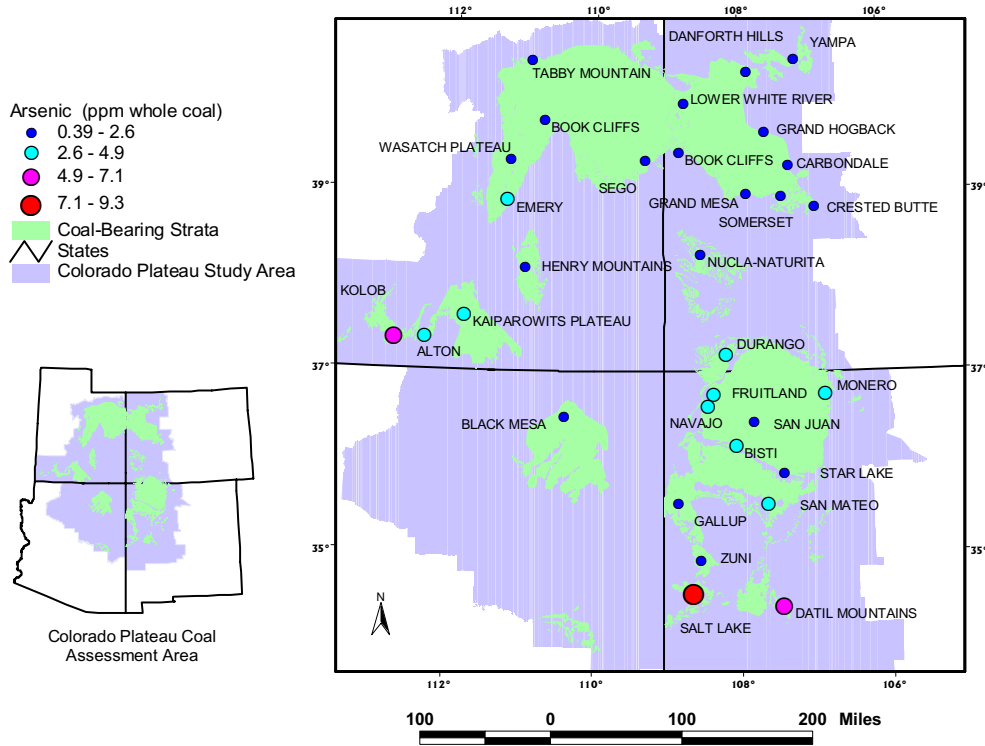 112°
110°
108°
106°
DANFORTH HILLS
YAMPA
TABBY MOUNTAIN
LOWER WHITE RIVER
Arsenic (ppm whole coal)
0.39 - 2.6
2.6 - 4.9
4.9 - 7.1
7.1 - 9.3
Coal-Bearing Strata
States
Colorado Plateau Study Area
BOOK CLIFFS
GRAND HOGBACK
WASATCH PLATEAU
BOOK CLIFFS
CARBONDALE
39°
SEGO
39°
EMERY
GRAND MESA
SOMERSET
CRESTED BUTTE
HENRY MOUNTAINS
NUCLA-NATURITA
KOLOB
KAIPAROWITS PLATEAU
ALTON
DURANGO
37°
37°
FRUITLAND
MONERO
BLACK MESA
NAVAJO
SAN JUAN
BISTI
STAR LAKE
SAN MATEO
GALLUP
35°
35°
ZUNI
N
SALT LAKE
DATIL MOUNTAINS
Colorado Plateau Coal
Assessment Area
112°
110°
108°
106°
100 0 100 200 Miles